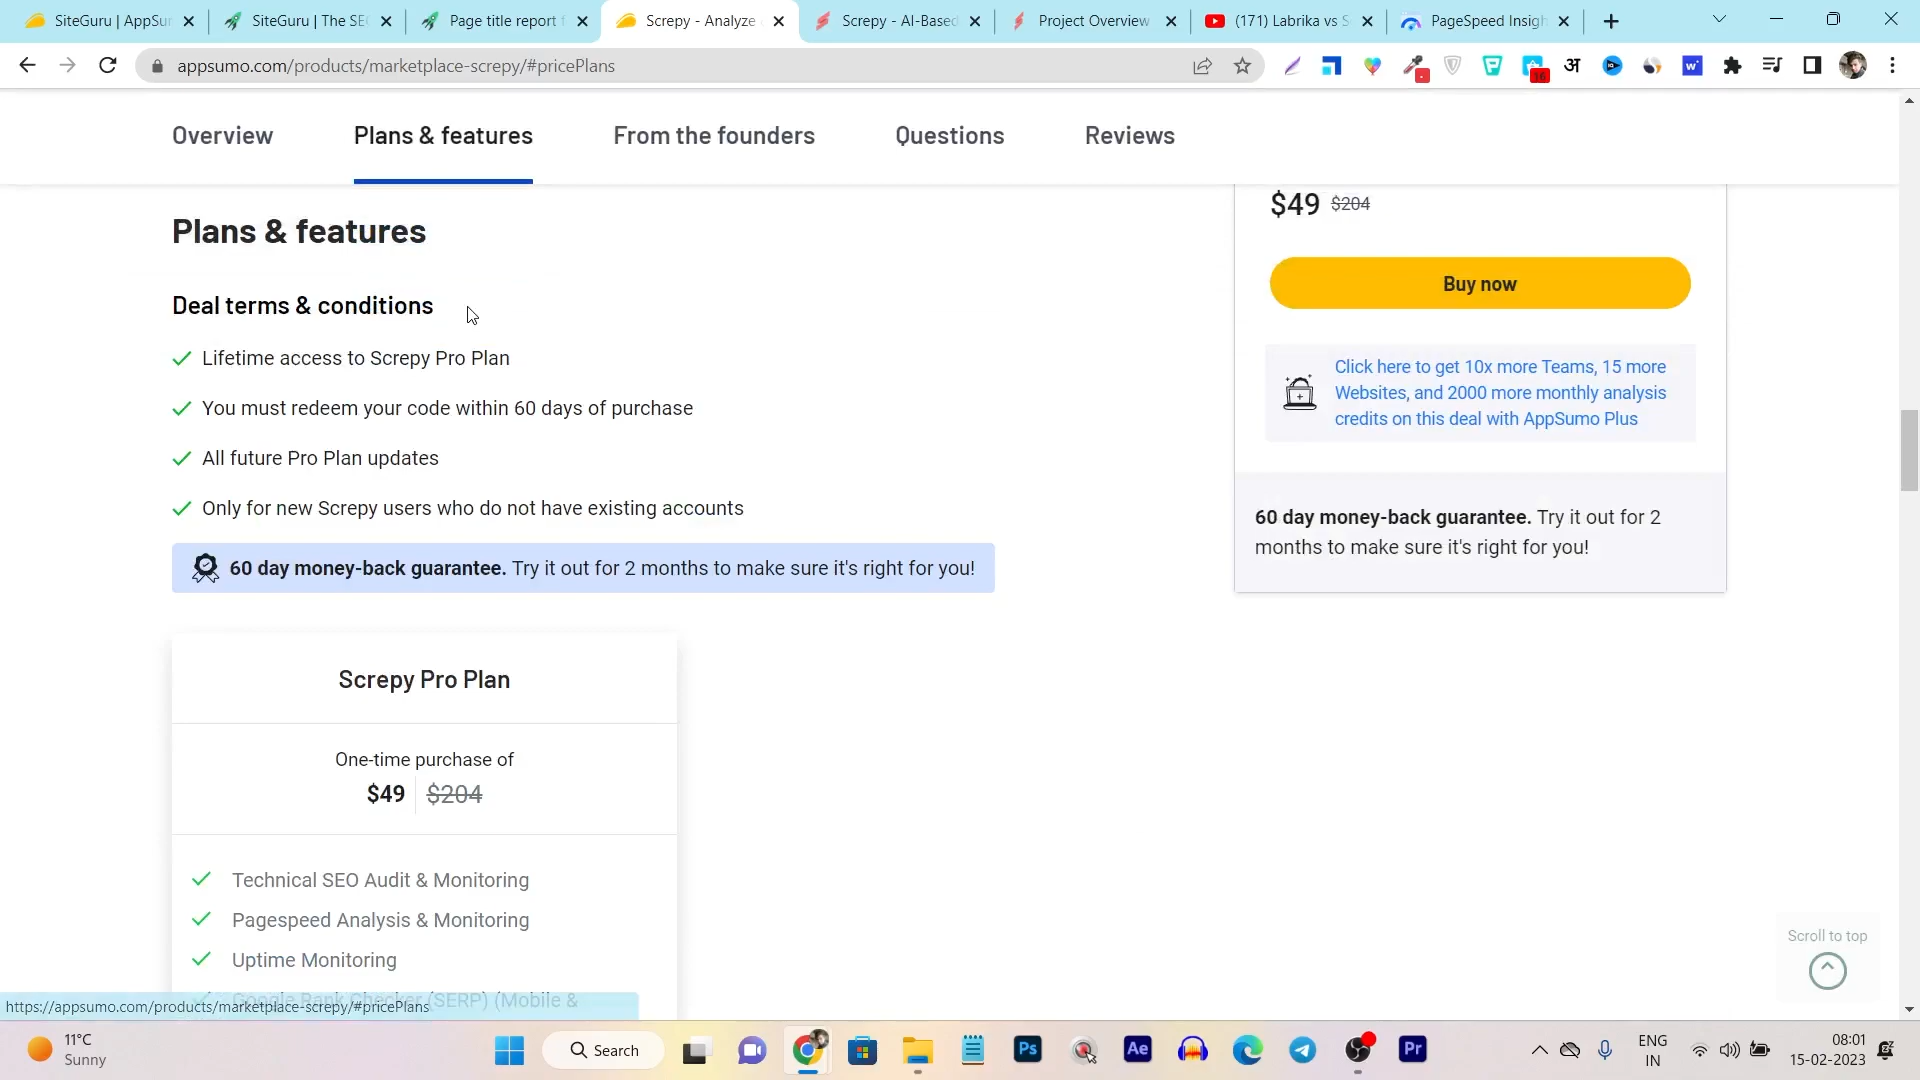 SiteGuru | AppSur
SiteGuru | The SE
Page title report f
Screpy - Analyze
Screpy - AI-Based
Project Overview
(171) Labrika vs S
PageSpeed Insigh
appsumo.com/products/marketplace-screpy/#pricePlans
16
अ
Overview
Plans & features
From the founders
Questions
Reviews
Plans & features
Deal terms & conditions
Lifetime access to Screpy Pro Plan
You must redeem your code within 60 days of purchase
All future Pro Plan updates
Only for new Screpy users who do not have existing accounts
60 day money-back guarantee. Try it out for 2 months to make sure it's right for you!
$49 $204
Buy now
Click here to get 10x more Teams, 15 more
Websites, and 2000 more monthly analysis
credits on this deal with AppSumo Plus
60 day money-back guarantee. Try it out for 2
months to make sure it's right for you!
Screpy Pro Plan
One-time purchase of
$49 $204
Technical SEO Audit & Monitoring
Pagespeed Analysis & Monitoring
Uptime Monitoring
Google Rank Checker (SERP) (Mobile &
Scroll to top
https://appsumo.com/products/marketplace-screpy/#pricePlans
11°C
Sunny
Search
Ps
Ae
Pr
ENG
IN
08:01
15-02-2023